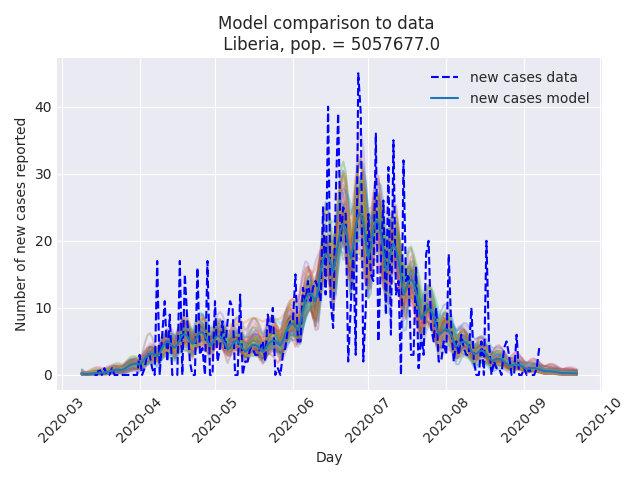 Model comparison to data
Liberia, pop. = 5057677.0
new cases data
new cases model
Number of new cases reported
40
30
20
10
0
2020-03
2020-04
2020-05
2020-06
2020-07
2020-08
2020-09
2020-10
Day